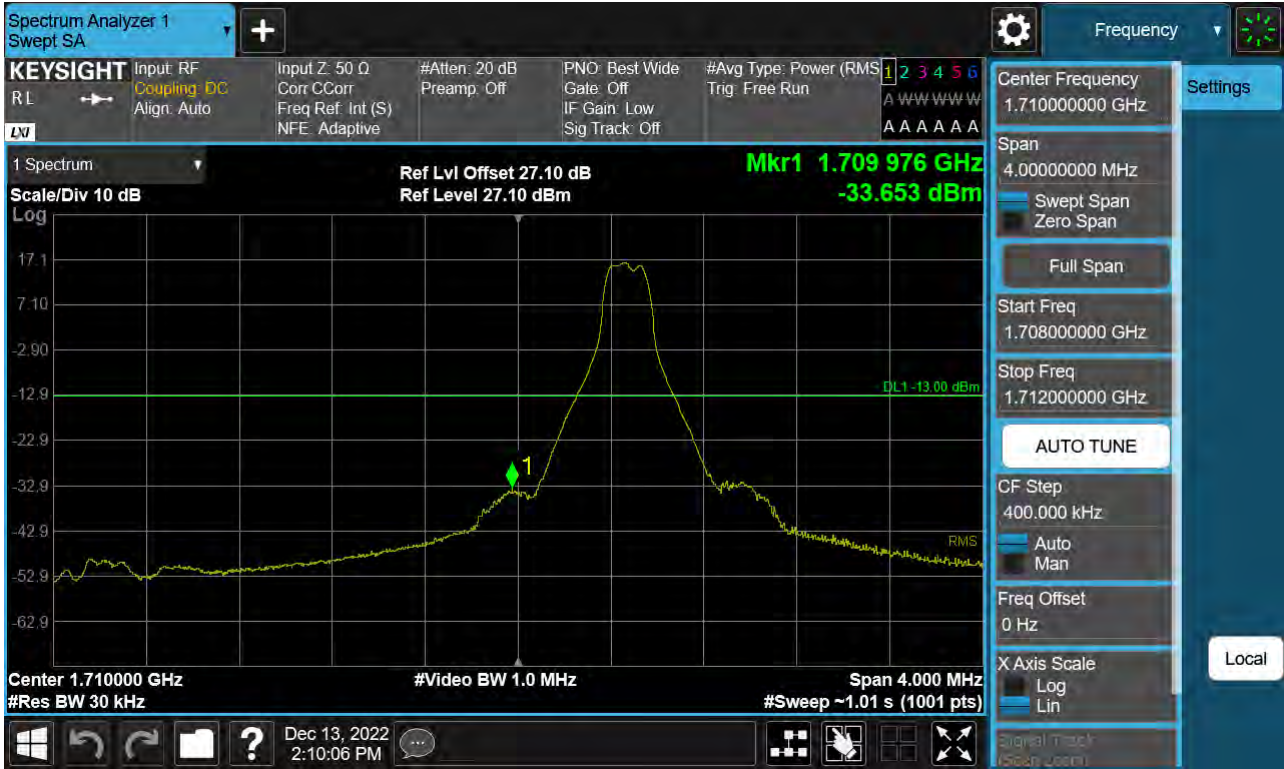 Spectrum Analyzer 1
Swept SA
Frequency
KEYSIGHT
R L
LXI
Input: RF
Coupling: DC
Align: Auto
Input Z: 50 Ω
Corr CCorr
Freq Ref: Int (S)
NFE: Adaptive
#Atten: 20 dB
Preamp: Off
PNO: Best Wide
Gate: Off
IF Gain: Low
Sig Track: Off
#Avg Type: Power (RMS
Trig: Free Run
1 2 3 4 5 6
A W W W W W
A A A A A A
1 Spectrum
Scale/Div 10 dB
Log
Ref Lvl Offset 27.10 dB
Ref Level 27.10 dBm
Mkr1 1.709 976 GHz
-33.653 dBm
17.1
7.10
-2.90
-12.9
-22.9
-32.9
-42.9
-52.9
-62.9
DL1 -13.00 dBm
1
RMS
Center 1.710000 GHz
#Video BW 1.0 MHz
Span 4.000 MHz
#Res BW 30 kHz
#Sweep ~1.01 s (1001 pts)
Center Frequency
1.710000000 GHz
Settings
Span
4.00000000 MHz
Swept Span
Zero Span
Full Span
Start Freq
1.708000000 GHz
Stop Freq
1.712000000 GHz
AUTO TUNE
CF Step
400.000 kHz
Auto
Man
Freq Offset
0 Hz
X Axis Scale
Log
Lin
Signal Track
(Span Zoom)
Local
?
Dec 13, 2022
2:10:06 PM